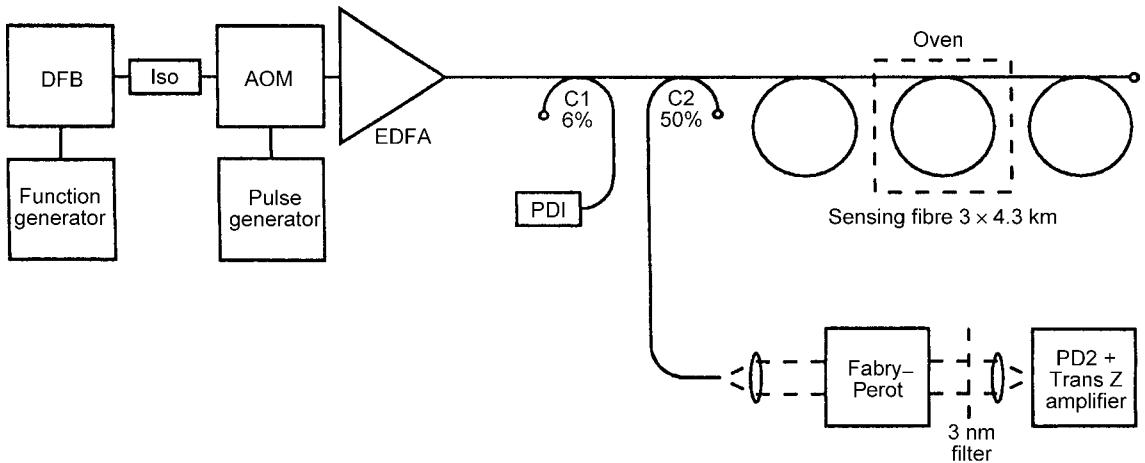 DFB
Iso
AOM
EDFA
Function
generator
Pulse
generator
C1
6%
C2
50%
PDI
Oven
Sensing fibre 3 × 4.3 km
Fabry–
Perot
3 nm
filter
PD2 +
Trans Z
amplifier